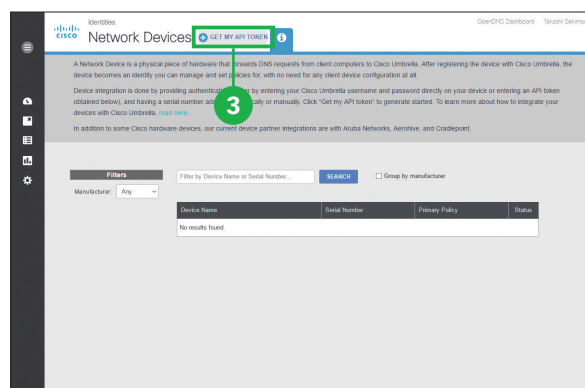 OpenDNS Dashboard Takashi Sekimu
CISCO
Identities
Network Devices
GET MY API TOKEN
3
A Network Device is a physical piece of hardware that forwards DNS requests from client computers to Cisco Umbrella. After registering the device with Cisco Umbrella, the
device becomes an identity you can manage and set policies for, with no need for any client device configuration at all.
Device integration is done by providing authentication by entering your Cisco Umbrella username and password directly on your device or entering an API token
obtained below), and having a serial number or manually. Click "Get my API token" to generate started. To learn more about how to integrate your
devices with Cisco Umbrella, read here.
In addition to some Cisco hardware devices, our current device partner integrations are with Aruba Networks, Aerohive, and Cradlepoint.
Filters
Manufacturer: Any
Filter by Device Name or Serial Number...
SEARCH
Group by manufacturer
Device Name Serial Number Primary Policy Status
No results found.